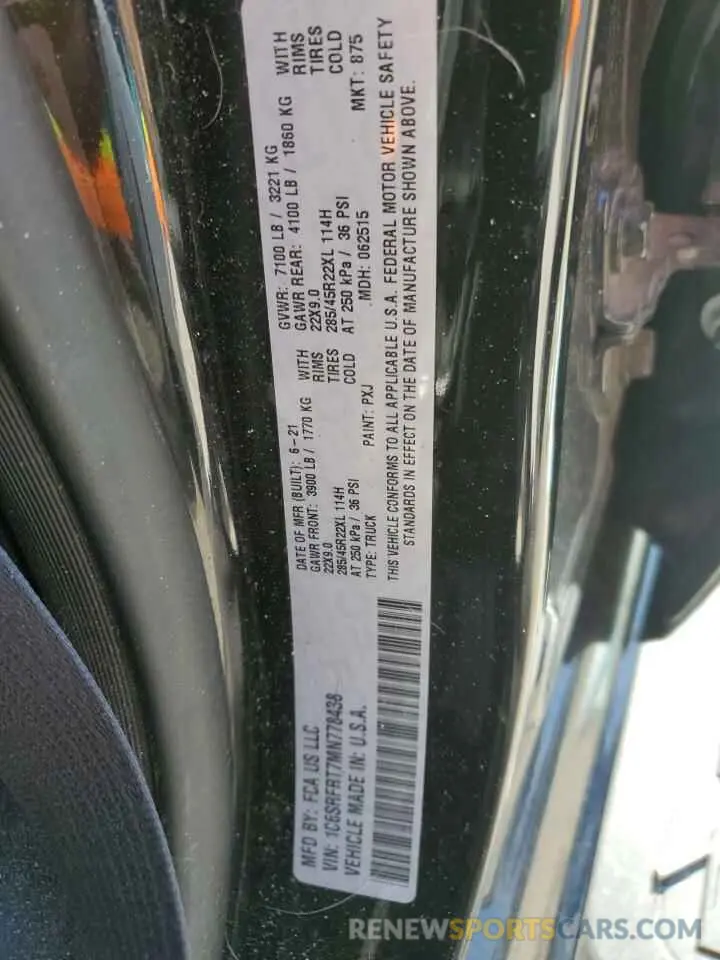 MFD BY: FCA US LLC
VIN: 1C6SRFRT7MN778438
VEHICLE MADE IN: U.S.A.
DATE OF MFR (BUILT): 6-21
GAWR FRONT: 3900 LB / 1770 KG WITH
22X9.0 RIMS
285/45R22XL 114H TIRES
AT 250 kPa / 36 PSI COLD
TYPE: TRUCK PAINT: PXJ
GVWR: 7100 LB / 3221 KG
GAWR REAR: 4100 LB / 1860 KG WITH
22X9.0 RIMS
285/45R22XL 114H TIRES
AT 250 kPa / 36 PSI COLD
MDH: 062515 MKT: 875
THIS VEHICLE CONFORMS TO ALL APPLICABLE U.S.A. FEDERAL MOTOR VEHICLE SAFETY
STANDARDS IN EFFECT ON THE DATE OF MANUFACTURE SHOWN ABOVE.
RENEWSPORTSCARS.COM